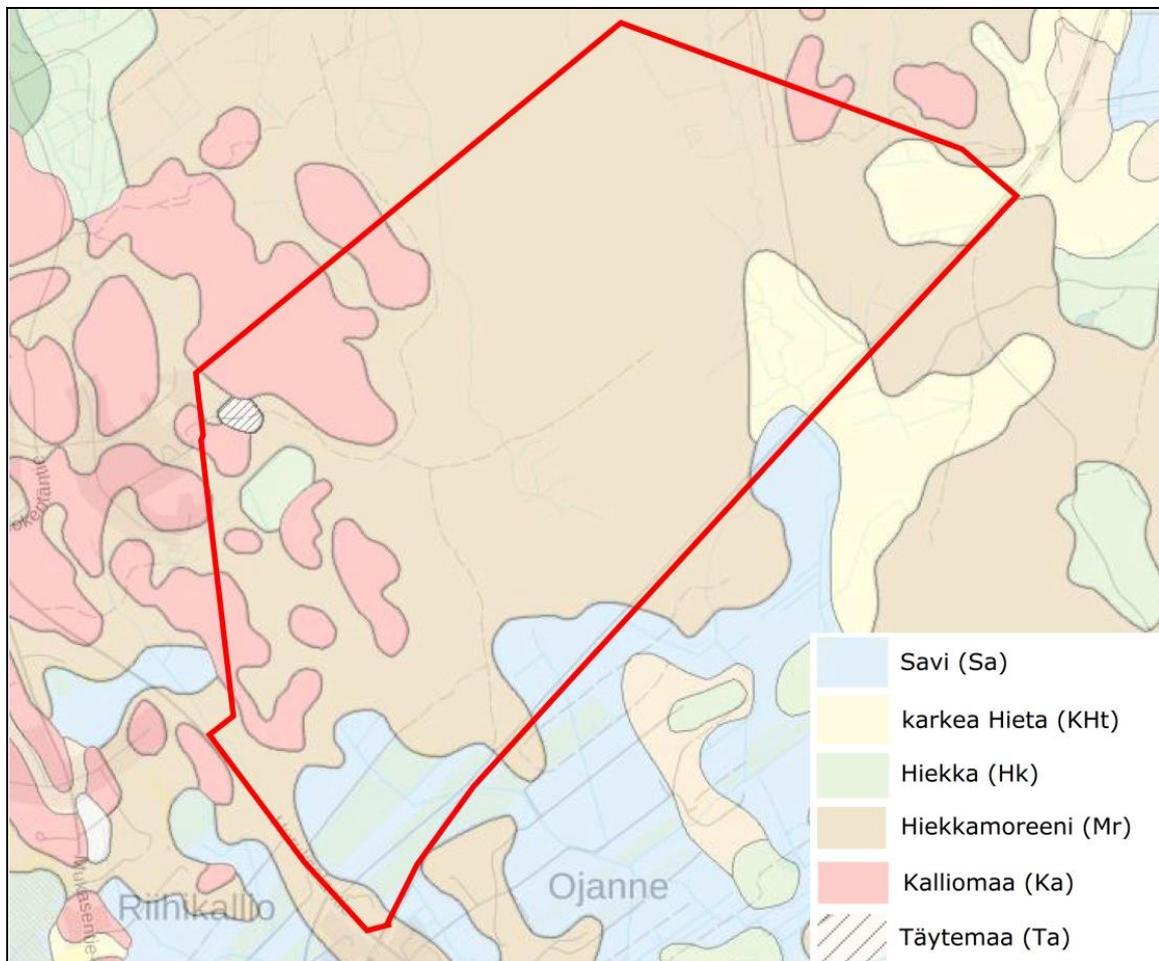 Savi (Sa)
karkea Hieta (KHt)
Hiekka (Hk)
Hiekkamoreeni (Mr)
Kalliomaa (Ka)
Täytemaa (Ta)
Ojanne
Riihikallio